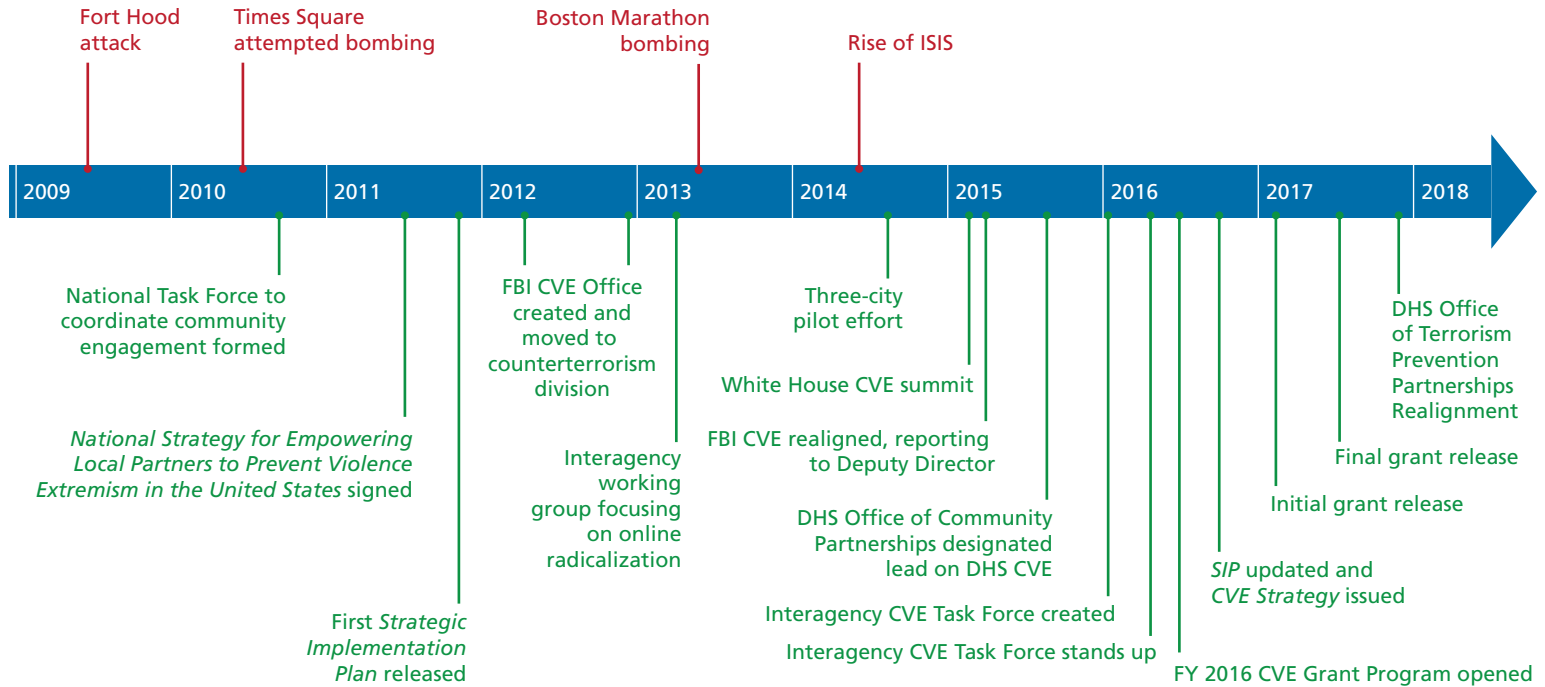 Fort Hood
attack
Times Square
attempted bombing
Boston Marathon
bombing
Rise of ISIS
2009
2010
2011
2012
2013
2014
2015
2016
2017
2018
National Task Force to
coordinate community
engagement formed
National Strategy for Empowering
Local Partners to Prevent Violence
Extremism in the United States signed
First Strategic
Implementation
Plan released
FBI CVE Office
created and
moved to
counterterrorism
division
Interagency
working
group focusing
on online
radicalization
Three-city
pilot effort
White House CVE summit
FBI CVE realigned, reporting
to Deputy Director
DHS Office of Community
Partnerships designated
lead on DHS CVE
Interagency CVE Task Force created
Interagency CVE Task Force stands up
FY 2016 CVE Grant Program opened
SIP updated and
CVE Strategy issued
Initial grant release
Final grant release
DHS Office
of Terrorism
Prevention
Partnerships
Realignment